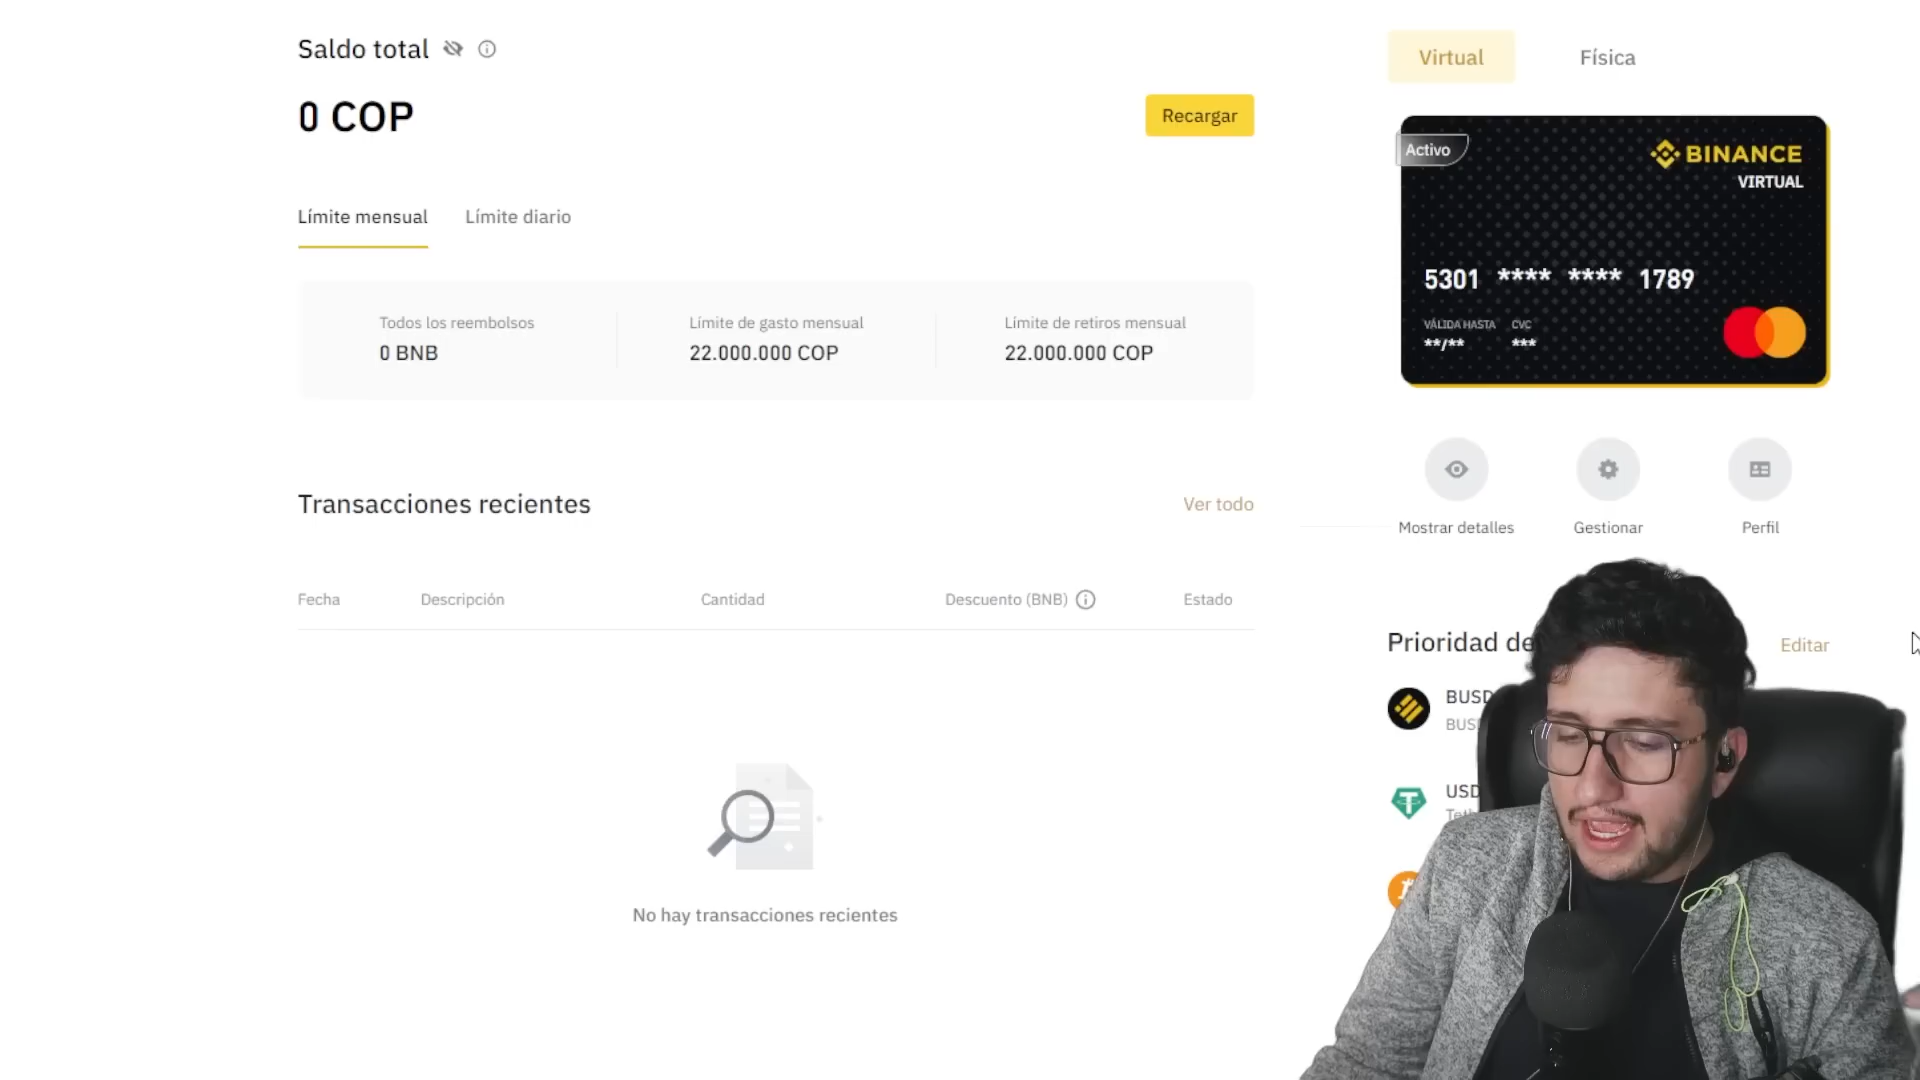 Saldo total
0 COP
Recargar
Límite mensual
Límite diario
Todos los reembolsos
0 BNB
Límite de gasto mensual
22.000.000 COP
Límite de retiros mensual
22.000.000 COP
Transacciones recientes
Ver todo
Fecha
Descripción
Cantidad
Descuento (BNB)
Estado
No hay transacciones recientes
Virtual
Física
Activo
BINANCE
VIRTUAL
5301 **** **** 1789
VÁLIDA HASTA
CVC
**/**
***
Mostrar detalles
Gestionar
Perfil
Prioridad de
Editar
BUSD